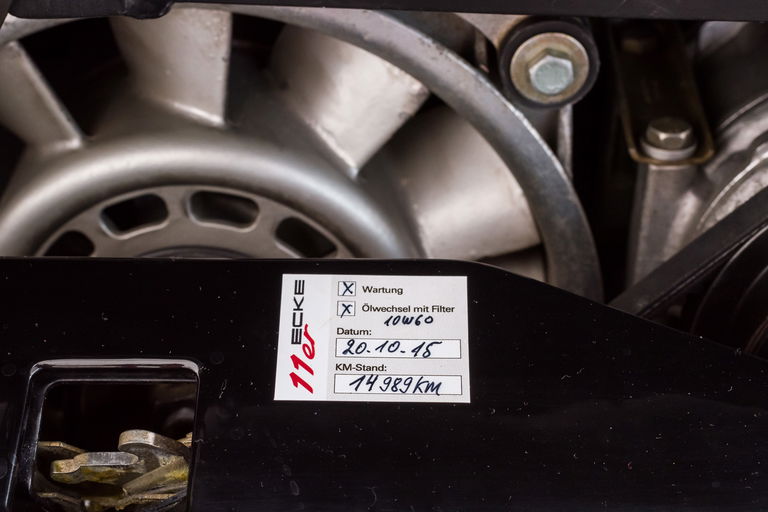 11er ECKE
X Wartung
X Ölwechsel mit Filter
10W60
Datum:
20.10.15
KM-Stand:
14989KM